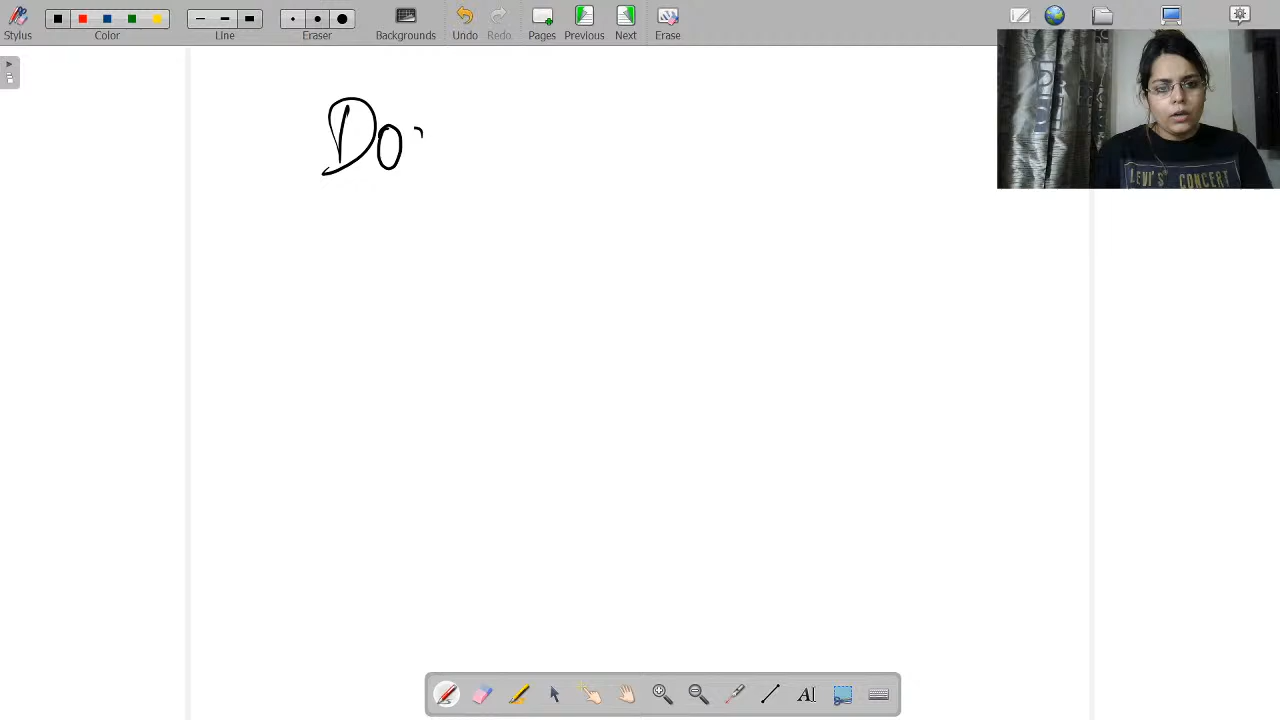 Stylus Color Line Eraser Backgrounds Undo Redo Pages Previous Next Erase
Do
LEVI'S CONCERT